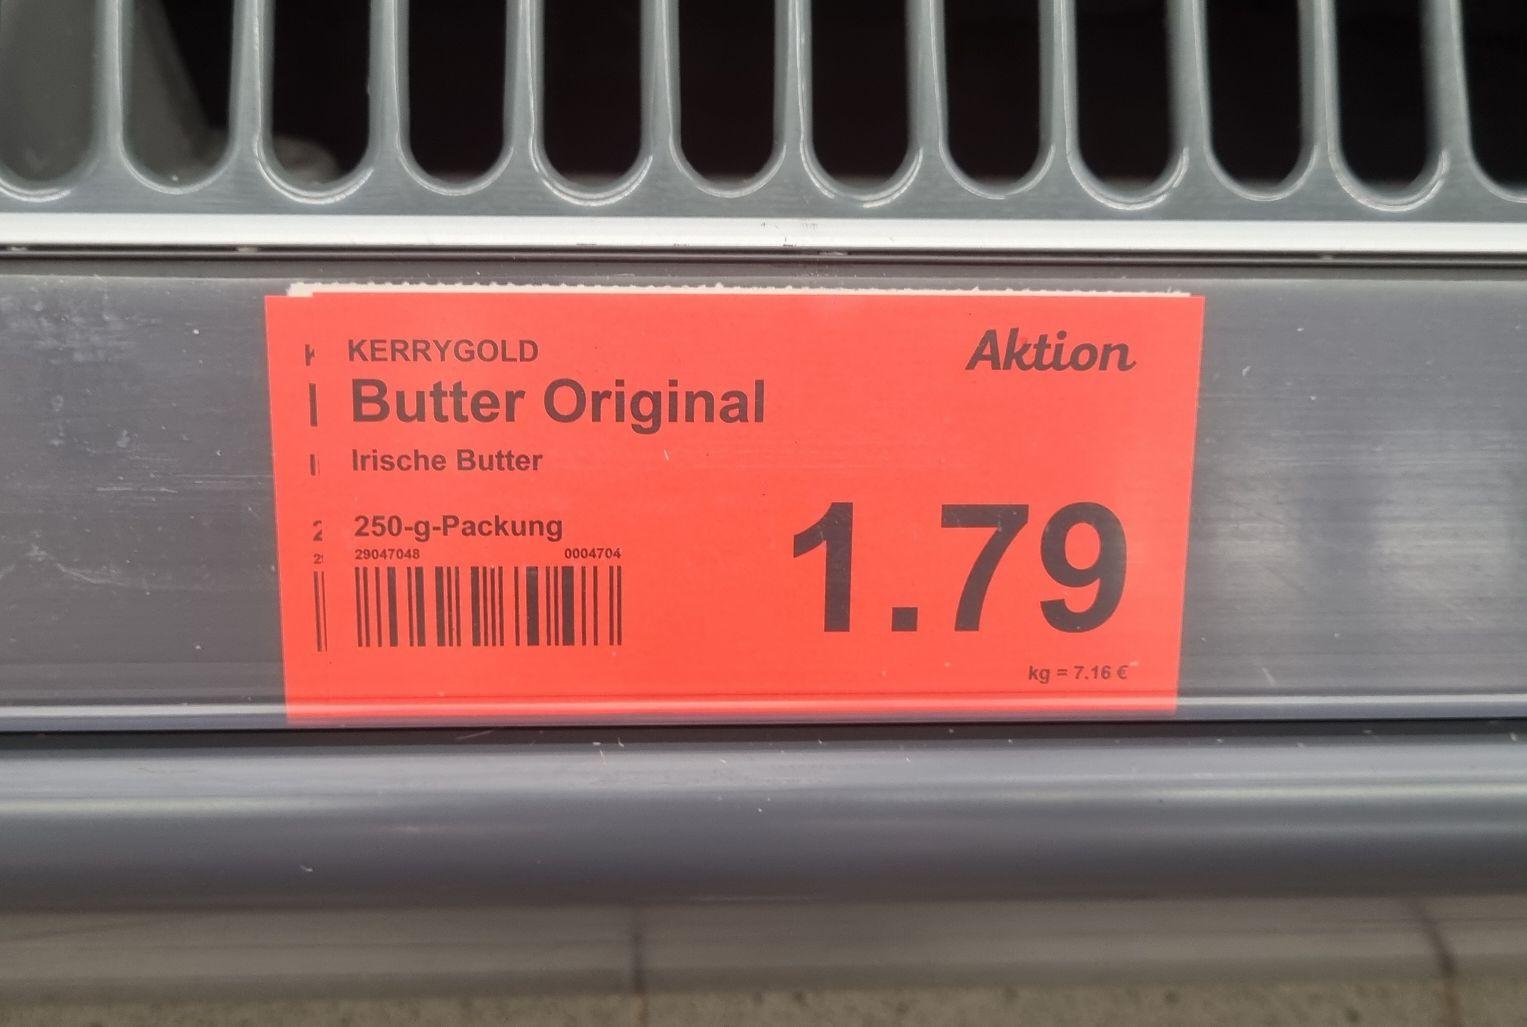 KERRYGOLD
Aktion
Butter Original
Irische Butter
250-g-Packung
29047048 0004704
1.79
kg = 7.16 €